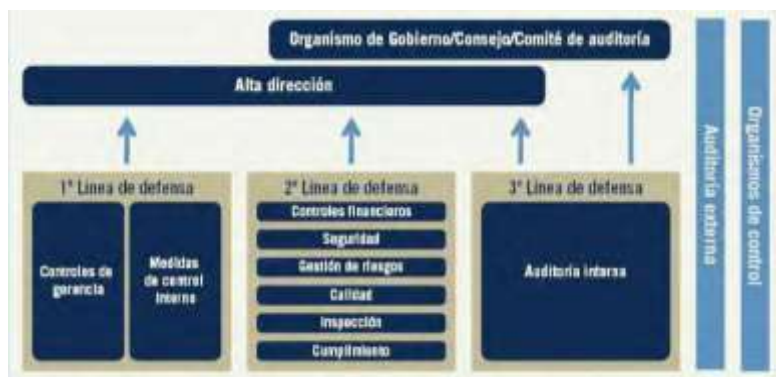 Organismo de Gobierno/Consejo/Comité de auditoría
Alta dirección
1ª Línea de defensa
Controles de
gerencia
Medidas
de control
interno
2ª Línea de defensa
Controles financieros
Seguridad
Gestión de riesgos
Calidad
Inspección
Cumplimiento
3ª Línea de defensa
Auditoría interna
Auditoría externa
Organismos de control